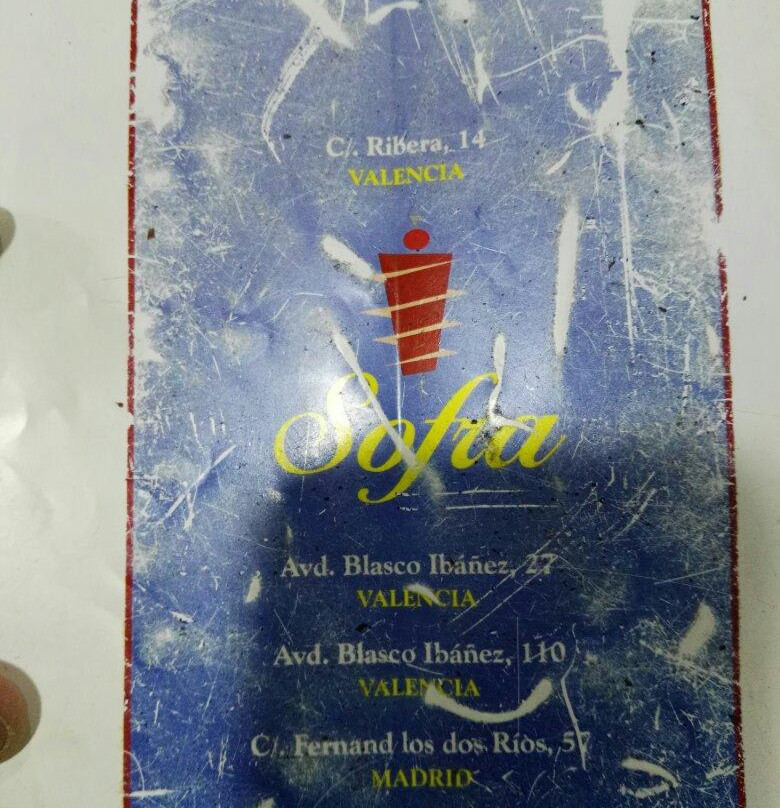 C/. Ribera, 14
VALENCIA
Sofra
Avd. Blasco Ibáñez, 27
VALENCIA
Avd. Blasco Ibáñez, 110
VALENCIA
C/. Fernand los dos Ríos, 57
MADRID